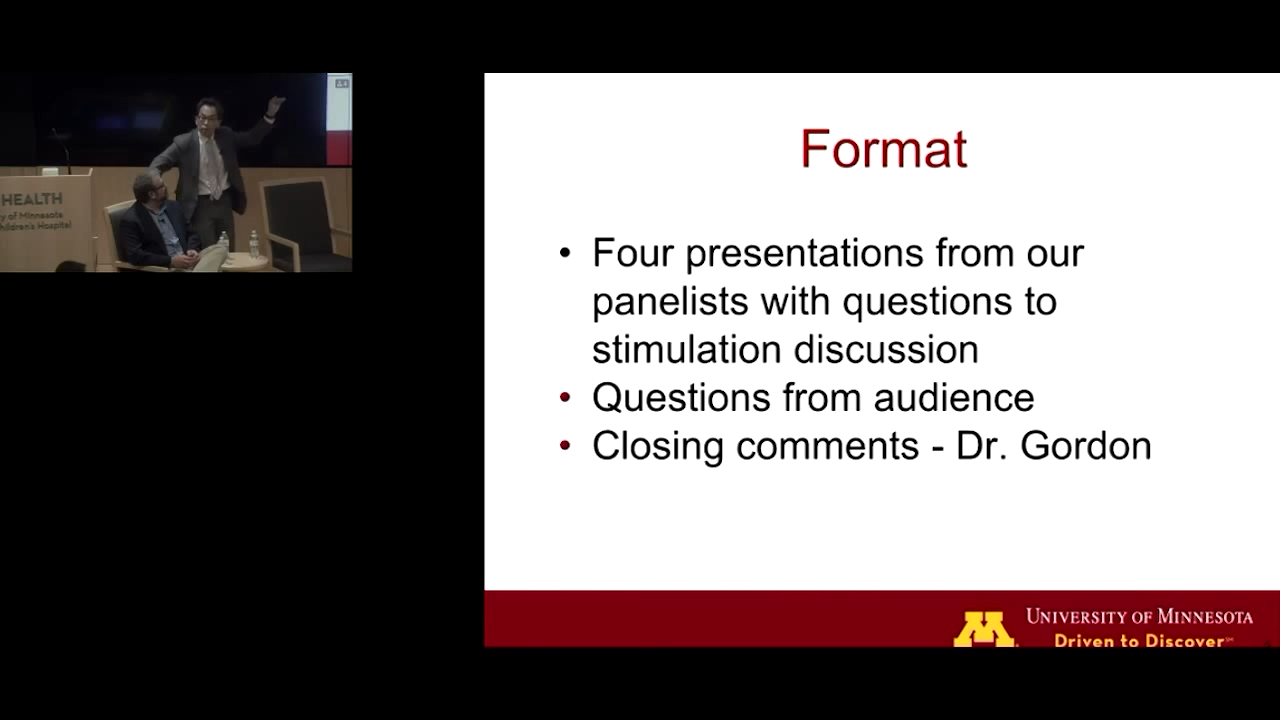 HEALTH
y of Minnesota
hildren's Hospital
Format
• Four presentations from our
panelists with questions to
stimulation discussion
• Questions from audience
• Closing comments - Dr. Gordon
M
UNIVERSITY OF MINNESOTA
Driven to Discover